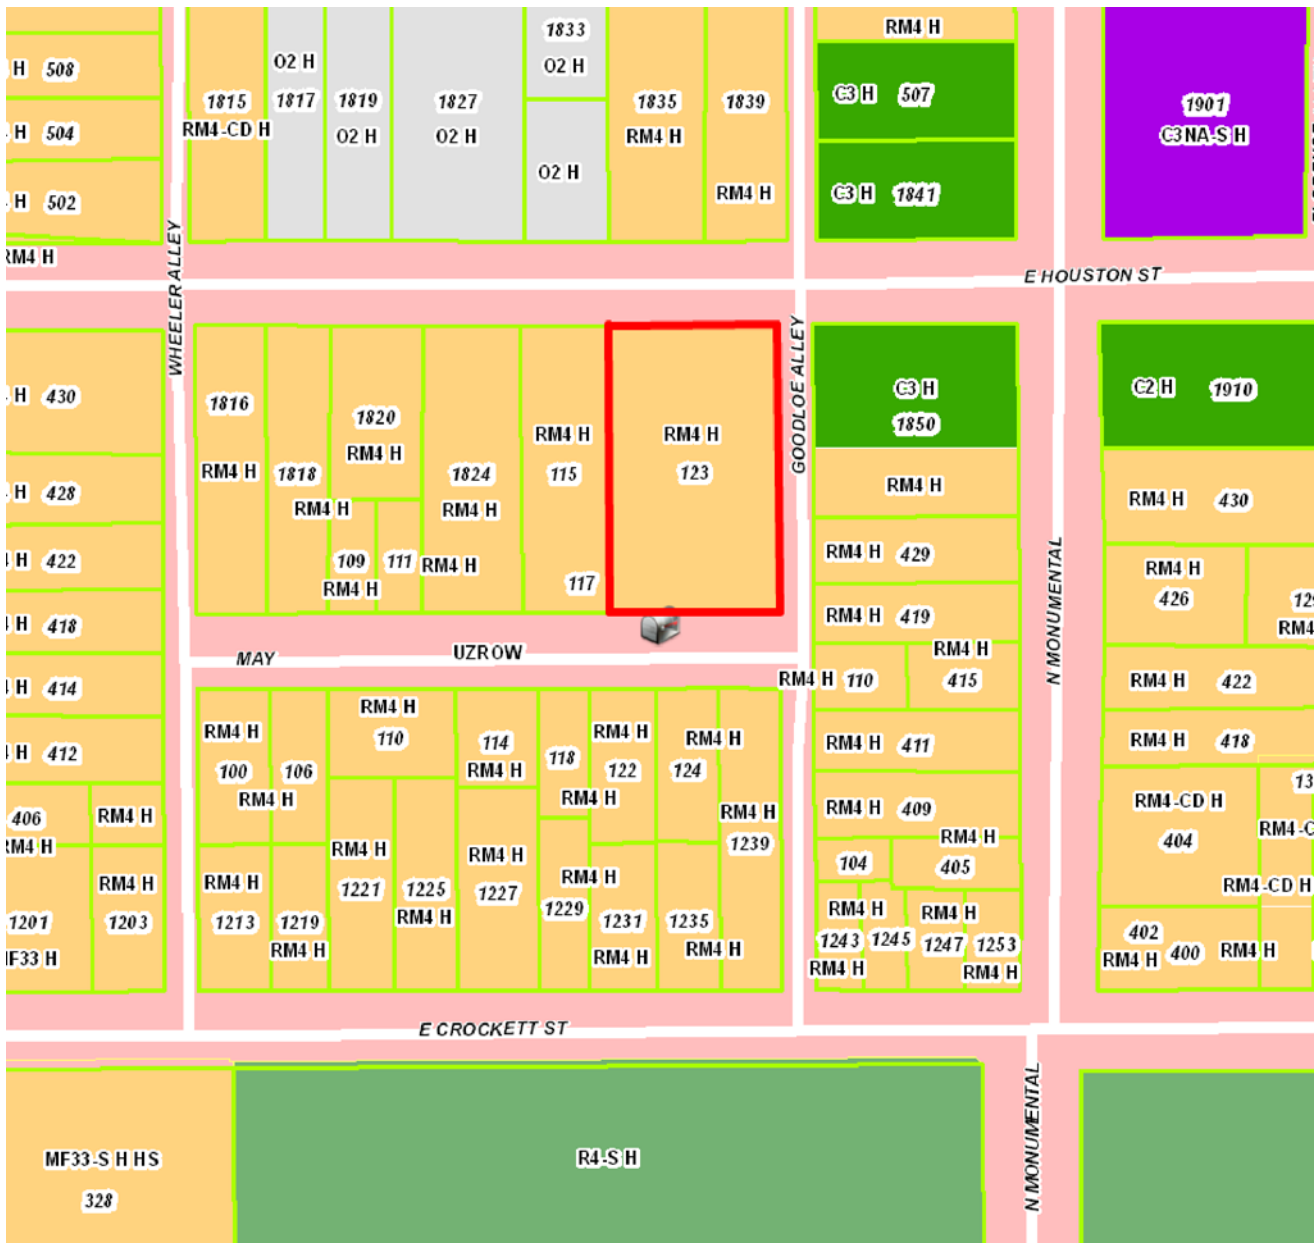 RM4 H
1833
O2 H
O2 H
H 508
1815
RM4-CD H
1817
1819
O2 H
1827
O2 H
1835
RM4 H
1839
C3 H 507
1901
C3NA-S H
H 504
O2 H
RM4 H
C3 H 1841
H 502
RM4 H
WHEELER ALLEY
E HOUSTON ST
GOODLOE ALLEY
H 430
1816
RM4 H
1818
RM4 H
1820
RM4 H
1824
RM4 H
RM4 H
115
RM4 H
123
C3 H
1850
C2 H 1910
RM4 H
RM4 H 430
H 428
H 422
109
RM4 H
111
RM4 H
117
RM4 H 429
N MONUMENTAL
RM4 H
426
RM4
H 418
RM4 H 419
MAY
UZROW
H 414
RM4 H 110
RM4 H
415
RM4 H 422
H 412
RM4 H
100
106
RM4 H
RM4 H
110
114
RM4 H
118
RM4 H
RM4 H
122
RM4 H
124
RM4 H 411
RM4 H 418
406
RM4 H
RM4 H
RM4 H
1239
RM4 H 409
RM4-CD H
404
RM4 H
104
405
RM4 H
1203
1201
MF33 H
RM4 H
1213
1219
RM4 H
RM4 H
1221
1225
RM4 H
RM4 H
1227
RM4 H
1229
1231
RM4 H
1235
RM4 H
RM4 H
1243
RM4 H
1245
RM4 H
1247
1253
RM4 H
RM4-CD H
402
RM4 H
400
RM4 H
E CROCKETT ST
N MONUMENTAL
MF33-S H HS
328
R4-S H